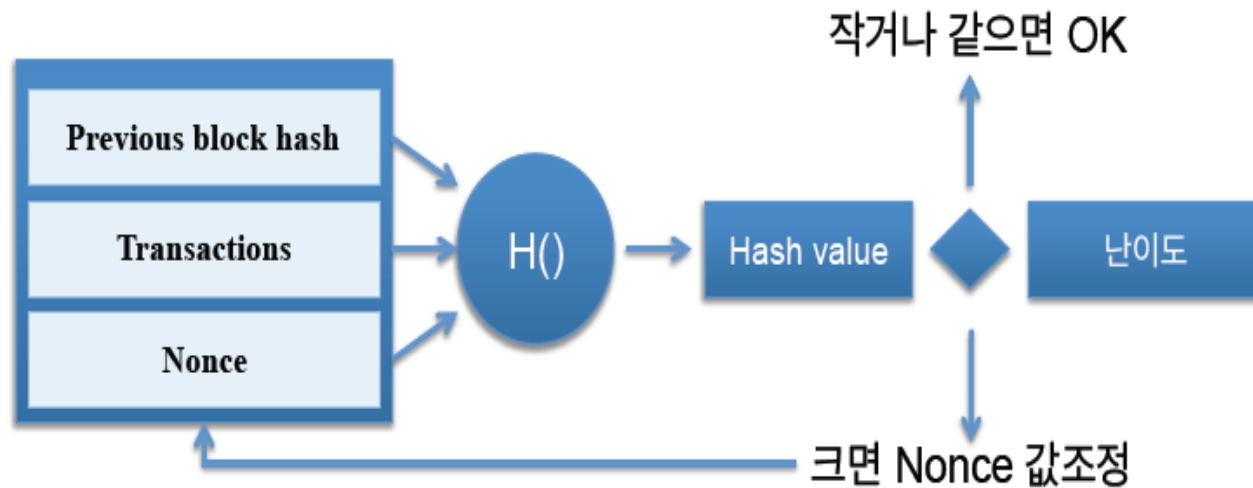 작거나 같으면 OK
Previous block hash
Transactions
Nonce
H()
Hash value
난이도
크면 Nonce 값조정